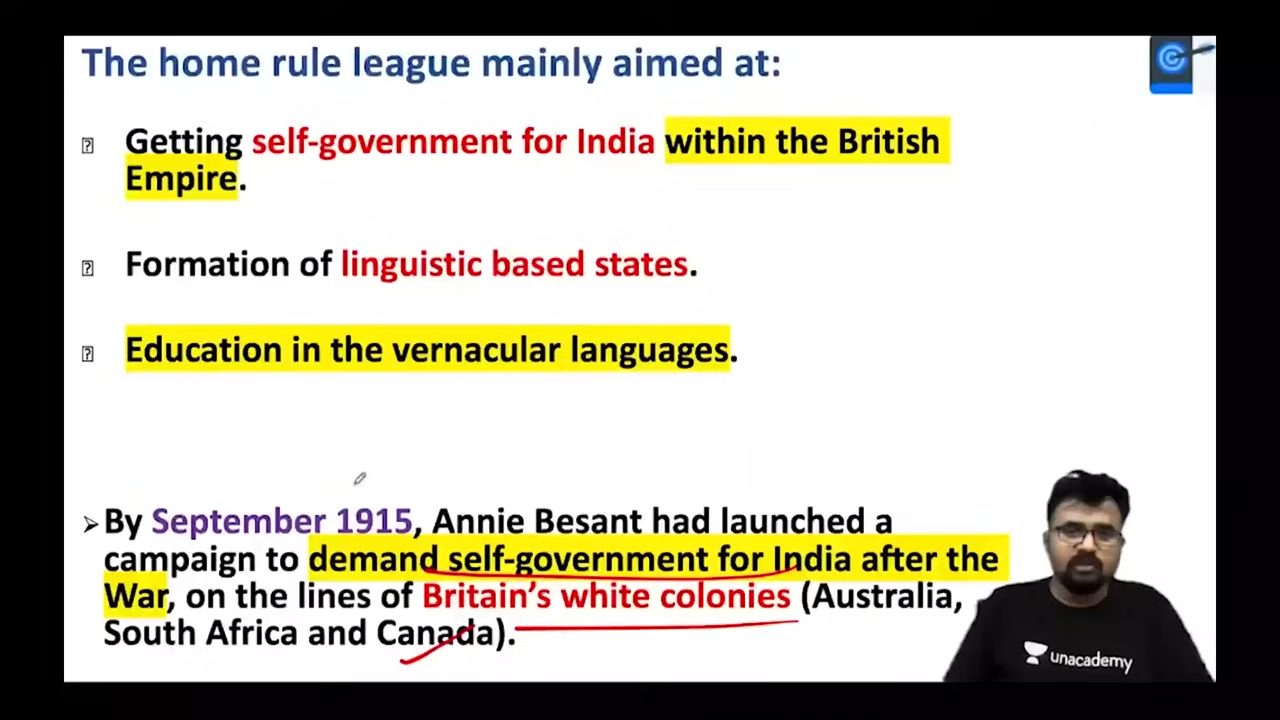 The home rule league mainly aimed at:
Getting self-government for India within the British
Empire.
Formation of linguistic based states.
Education in the vernacular languages.
By September 1915, Annie Besant had launched a
campaign to demand self-government for India after the
War, on the lines of Britain’s white colonies (Australia,
South Africa and Canada).
unacademy